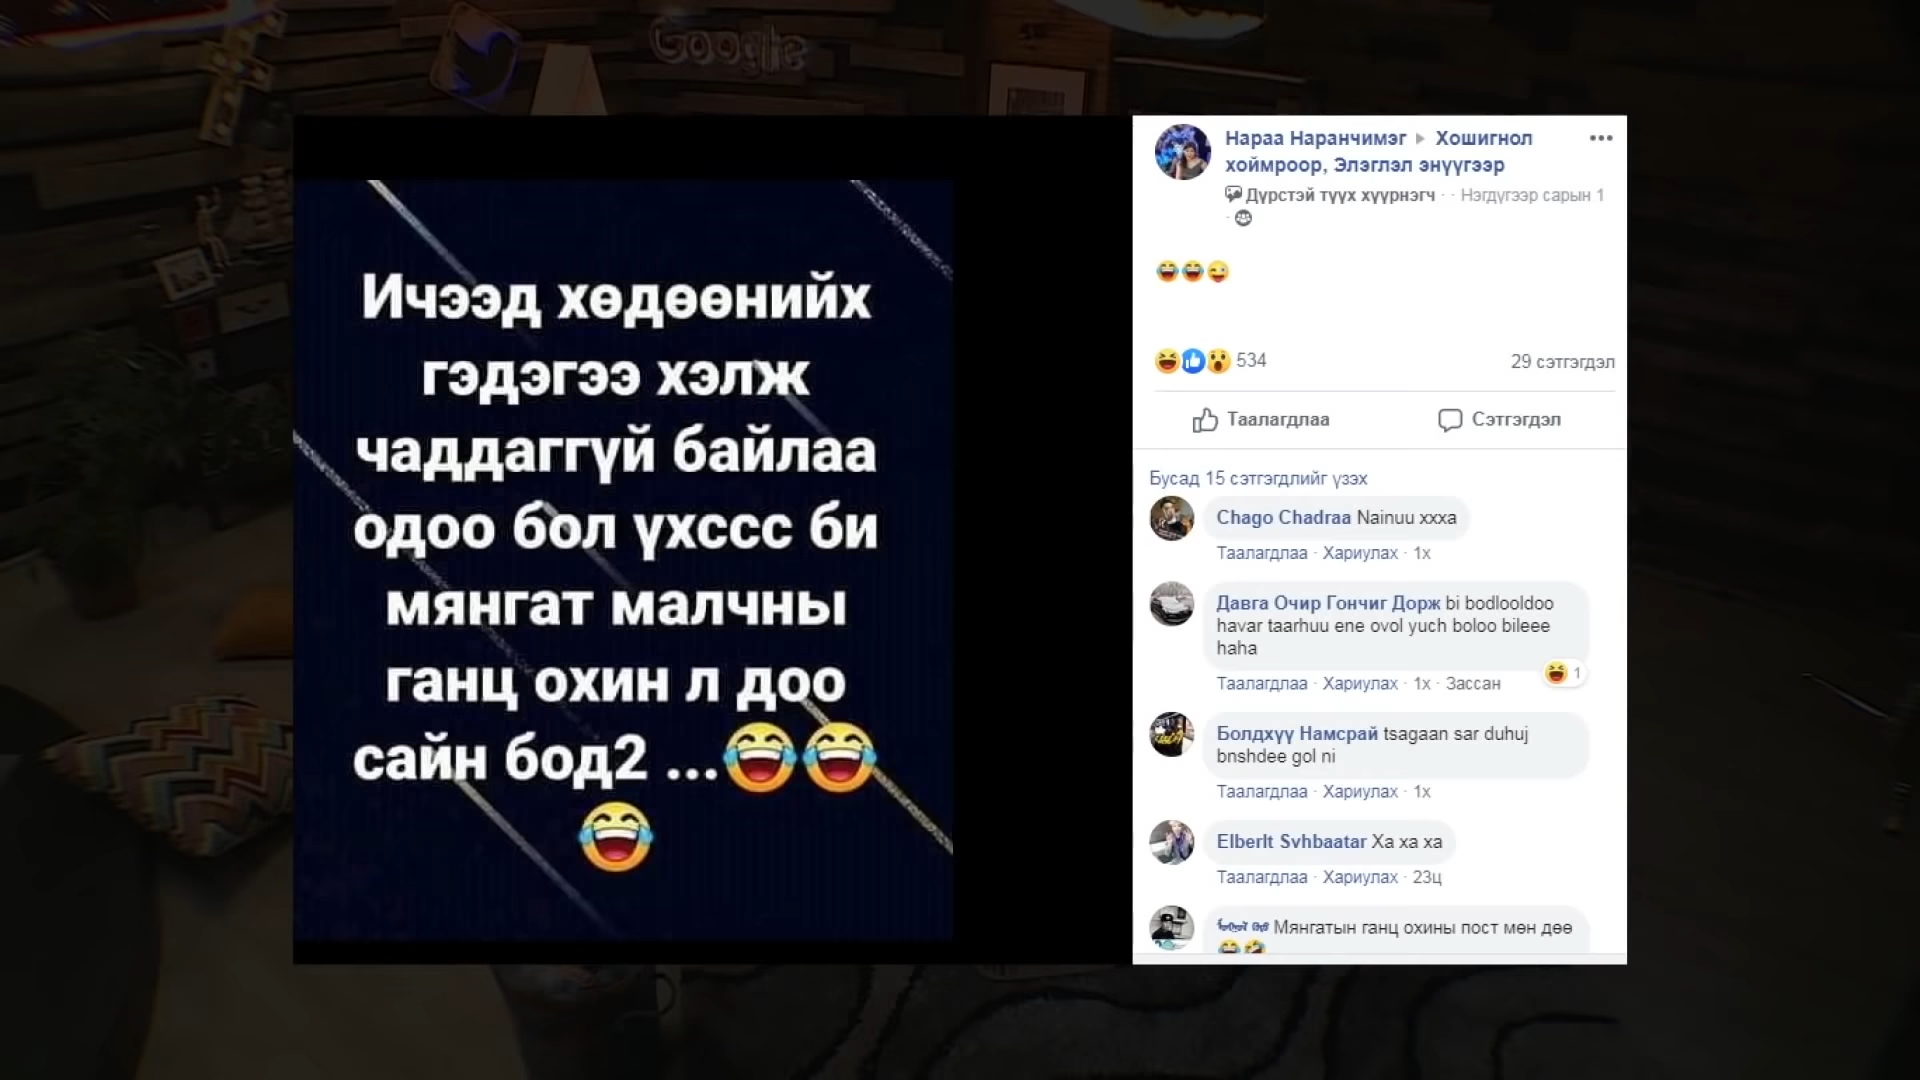 Google
Ичээд хөдөөнийх
гэдэгээ хэлж
чаддаггүй байлаа
одоо бол үхссс би
мянгат малчны
ганц охин л доо
сайн бод2 ...😂😂
😂
Нараа Наранчимэг ▸ Хошигнол
хоймроор, Элэглэл энүүгээр
Дүрстэй түүх хүүрнэгч · · Нэгдүгээр сарын 1
·
😂😂😜
534
29 сэтгэгдэл
Таалагдлаа
Сэтгэгдэл
Бусад 15 сэтгэгдлийг үзэх
Chago Chadraa Nainuu xxxa
Таалагдлаа · Хариулах · 1х
Давга Очир Гончиг Дорж bi bodlooldoo
havar taarhuu ene ovol yuch boloo bileee
haha
1
Таалагдлаа · Хариулах · 1х · Зассан
Болдхүү Намсрай tsagaan sar duhuj
bnshdee gol ni
Таалагдлаа · Хариулах · 1х
Elberlt Svhbaatar Ха ха ха
Таалагдлаа · Хариулах · 23ц
Мянгатын ганц охины пост мөн дөө
😂🤣